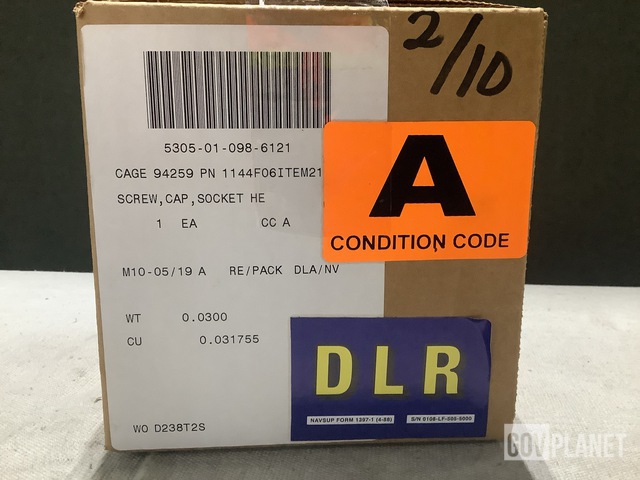 2/10
5305-01-098-6121
CAGE 94259 PN 1144F06ITEM21
SCREW,CAP,SOCKET HE
1 EA CC A
A
CONDITION CODE
M10-05/19 A RE/PACK DLA/NV
WT 0.0300
CU 0.031755
DLR
NAVSUP FORM 1397-1 (4-88) S/N 0108-LF-505-5000
WO D238T2S
GOVPLANET